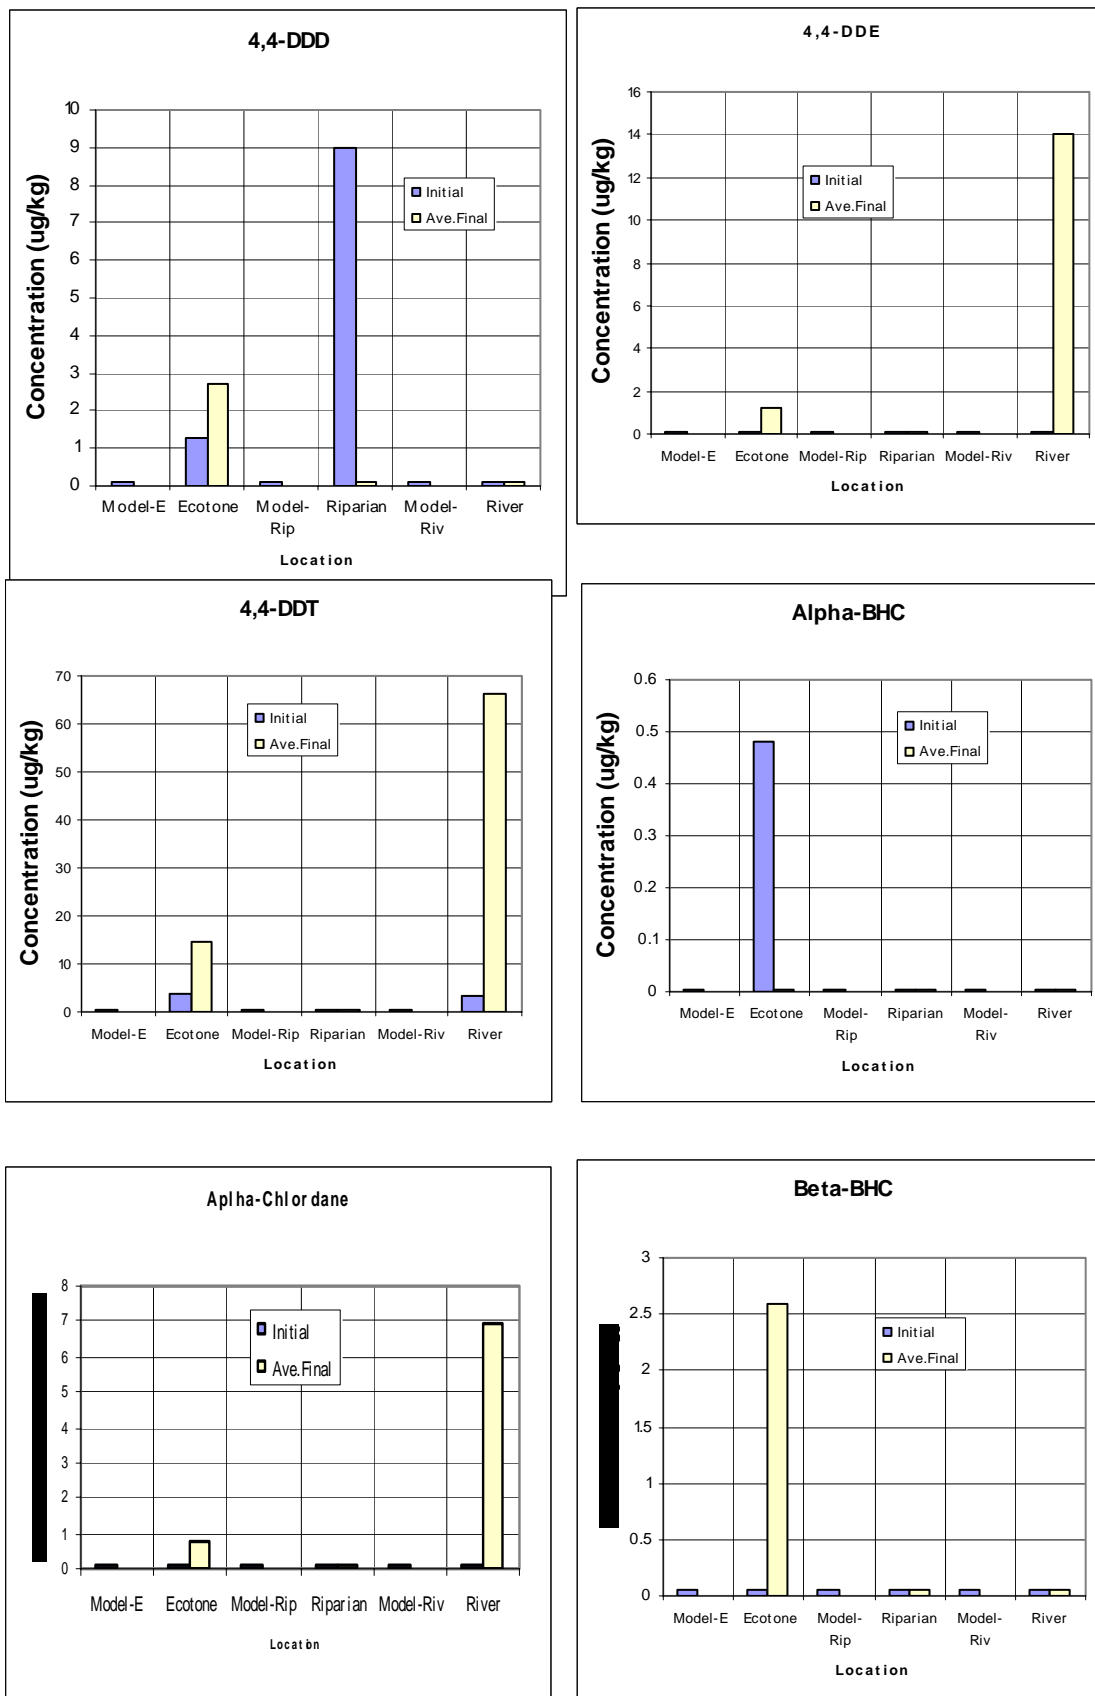 4,4-DDD
Concentration (ug/kg)
10
9
8
7
6
5
4
3
2
1
0
Initial
Ave.Final
Model-E Ecotone Model-Rip Riparian Model-Riv River
Location
4,4-DDE
Concentration (ug/kg)
16
14
12
10
8
6
4
2
0
Initial
Ave.Final
Model-E Ecotone Model-Rip Riparian Model-Riv River
Location
4,4-DDT
Concentration (ug/kg)
70
60
50
40
30
20
10
0
Initial
Ave.Final
Model-E Ecotone Model-Rip Riparian Model-Riv River
Location
Alpha-BHC
Concentration (ug/kg)
0.6
0.5
0.4
0.3
0.2
0.1
0
Initial
Ave.Final
Model-E Ecotone Model-Rip Riparian Model-Riv River
Location
Aplha-Chlordane
8
7
6
5
4
3
2
1
0
Initial
Ave.Final
Model-E Ecotone Model-Rip Riparian Model-Riv River
Location
Beta-BHC
3
2.5
2
1.5
1
0.5
0
Initial
Ave.Final
Model-E Ecotone Model-Rip Riparian Model-Riv River
Location